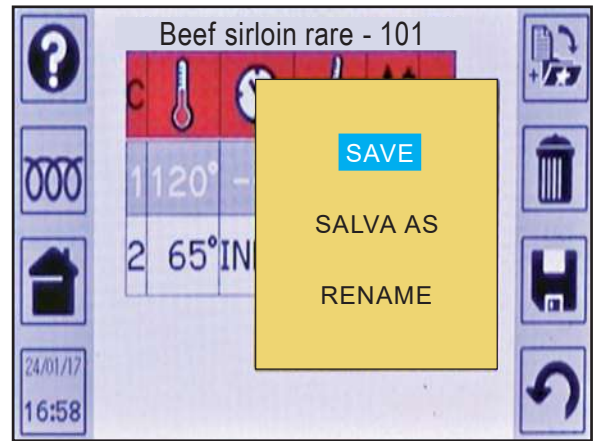 Beef sirloin rare - 101
?
C
SAVE
1 120° -
SALVA AS
2 65° IN
RENAME
24/01/17
16:58